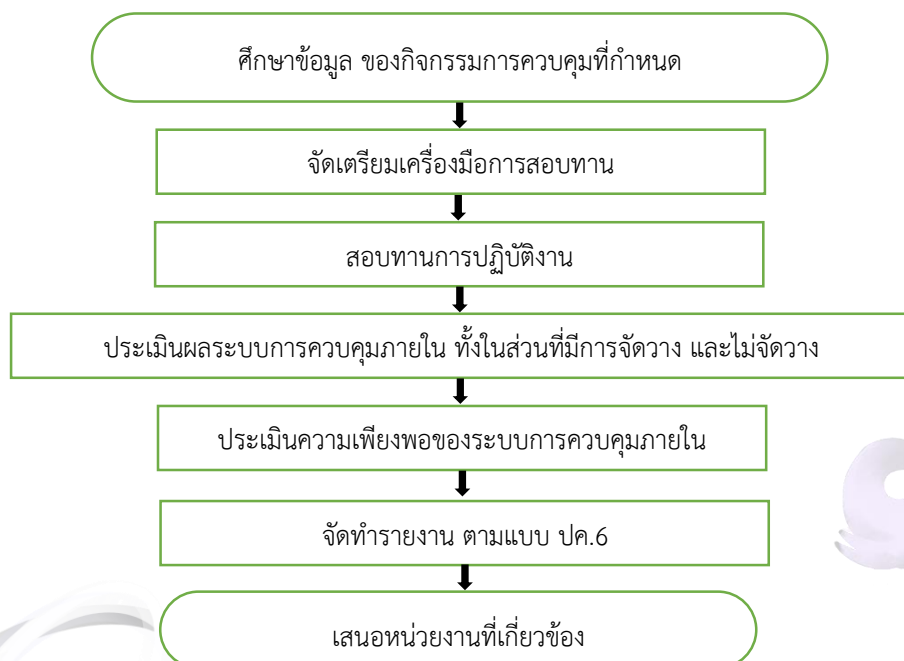 ศึกษาข้อมูล ของกิจกรรมการควบคุมที่กำหนด
จัดเตรียมเครื่องมือการสอบทาน
สอบทานการปฏิบัติงาน
ประเมินผลระบบการควบคุมภายใน ทั้งในส่วนที่มีการจัดวาง และไม่จัดวาง
ประเมินความเพียงพอของระบบการควบคุมภายใน
จัดทำรายงาน ตามแบบ ปค.6
เสนอหน่วยงานที่เกี่ยวข้อง